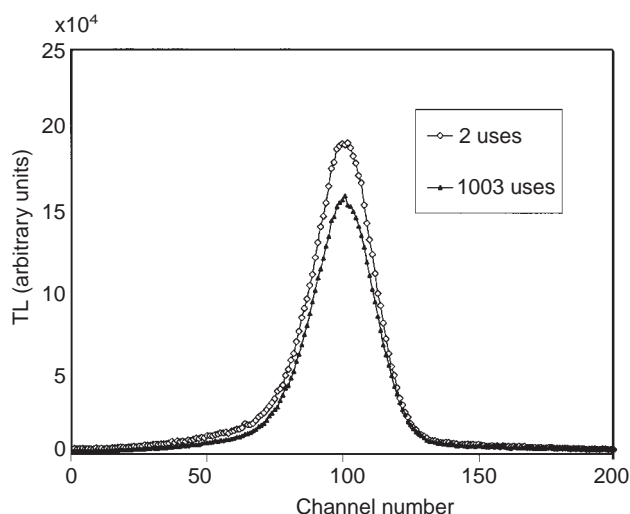 x10⁴
25
20
15
10
5
0
TL (arbitrary units)
2 uses
1003 uses
0 50 100 150 200
Channel number